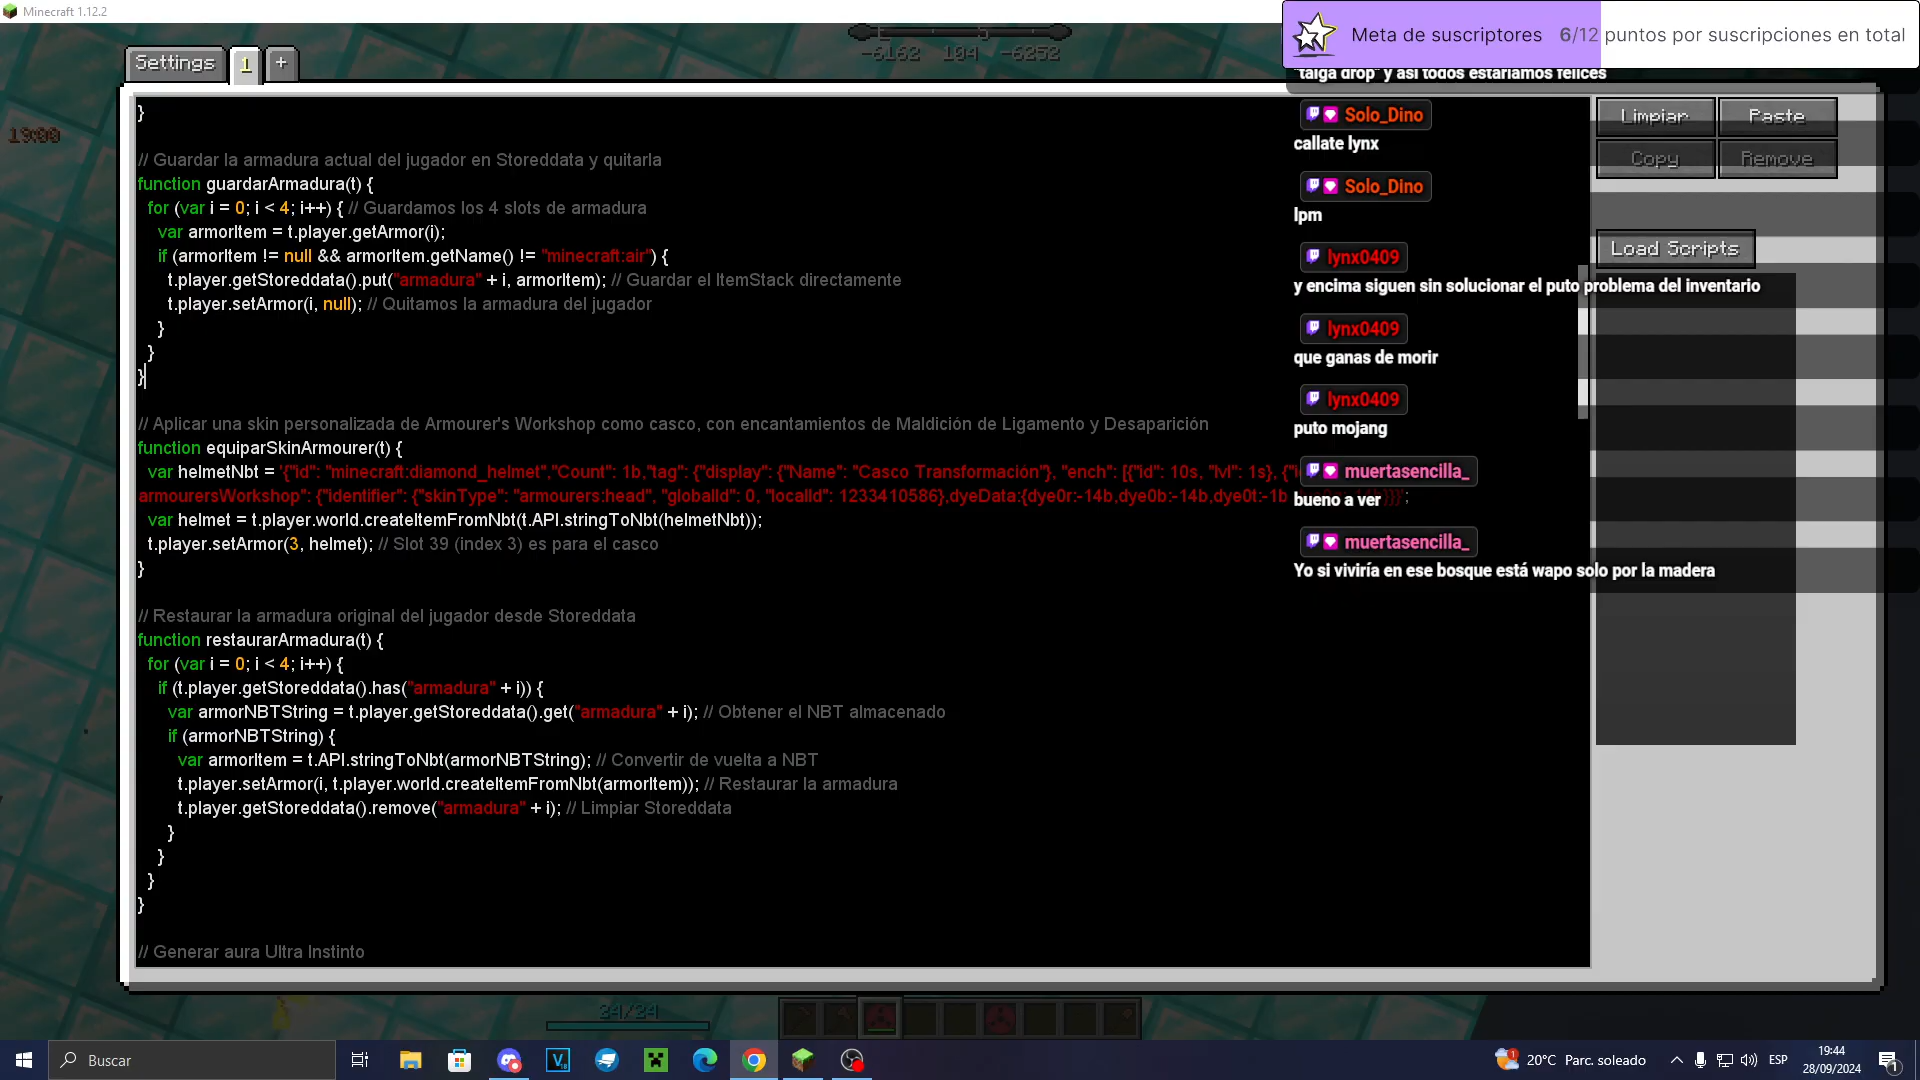 Minecraft 1.12.2
Settings
1
+
-6162 104 -6252
19:00
Meta de suscriptores 6/12 puntos por suscripciones en total
"taiga drop" y así todos estaríamos felices
Solo_Dino
callate lynx
Solo_Dino
lpm
lynx0409
y encima siguen sin solucionar el puto problema del inventario
lynx0409
que ganas de morir
lynx0409
puto mojang
muertasencilla_
bueno a ver
muertasencilla_
Yo si viviría en ese bosque está wapo solo por la madera
Limpiar
Paste
Copy
Remove
Load Scripts
}
// Guardar la armadura actual del jugador en Storeddata y quitarla
function guardarArmadura(t) {
for (var i = 0; i < 4; i++) { // Guardamos los 4 slots de armadura
var armorItem = t.player.getArmor(i);
if (armorItem != null && armorItem.getName() != "minecraft:air") {
t.player.getStoreddata().put("armadura" + i, armorItem); // Guardar el ItemStack directamente
t.player.setArmor(i, null); // Quitamos la armadura del jugador
}
}
}
// Aplicar una skin personalizada de Armourer's Workshop como casco, con encantamientos de Maldición de Ligamento y Desaparición
function equiparSkinArmourer(t) {
var helmetNbt = '{"id": "minecraft:diamond_helmet","Count": 1b,"tag": {"display": {"Name": "Casco Transformación"}, "ench": [{"id": 10s, "lvl": 1s}, {"i
armourersWorkshop": {"identifier": {"skinType": "armourers:head", "globalId": 0, "localId": 1233410586},dyeData:{dye0r:-14b,dye0b:-14b,dye0t:-1b }}}}';
var helmet = t.player.world.createItemFromNbt(t.API.stringToNbt(helmetNbt));
t.player.setArmor(3, helmet); // Slot 39 (index 3) es para el casco
}
// Restaurar la armadura original del jugador desde Storeddata
function restaurarArmadura(t) {
for (var i = 0; i < 4; i++) {
if (t.player.getStoreddata().has("armadura" + i)) {
var armorNBTString = t.player.getStoreddata().get("armadura" + i); // Obtener el NBT almacenado
if (armorNBTString) {
var armorItem = t.API.stringToNbt(armorNBTString); // Convertir de vuelta a NBT
t.player.setArmor(i, t.player.world.createItemFromNbt(armorItem)); // Restaurar la armadura
t.player.getStoreddata().remove("armadura" + i); // Limpiar Storeddata
}
}
}
}
// Generar aura Ultra Instinto
24/24
Buscar
20°C Parc. soleado
ESP
19:44
28/09/2024
1